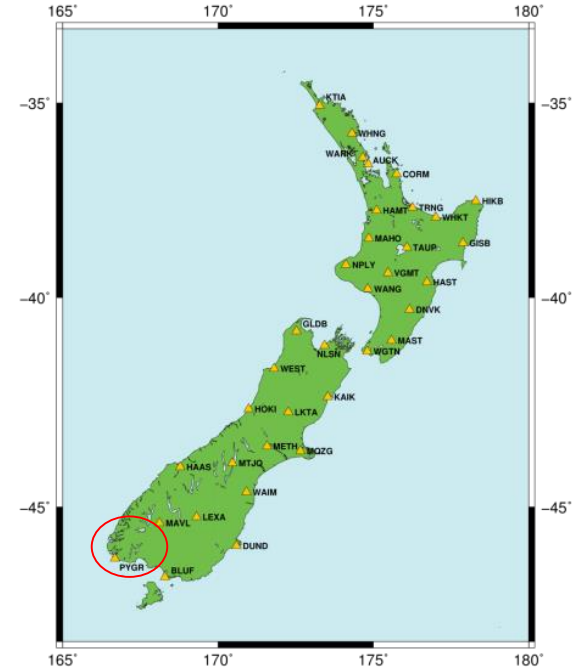 165° 170° 175° 180°
−35° −35°
KTIA
WHNG
WARK
AUCK
CORM
HIKB
TRNG
HAMT
WHKT
MAHO
GISB
TAUP
NPLY
VGMT
HAST
WANG
−40° −40°
DNVK
GLDB
MAST
WGTN
NLSN
WEST
KAIK
HOKI
LKTA
METH
MQZG
MTJO
HAAS
WAIM
−45° −45°
LEXA
MAVL
DUND
PYGR
BLUF
165° 170° 175° 180°